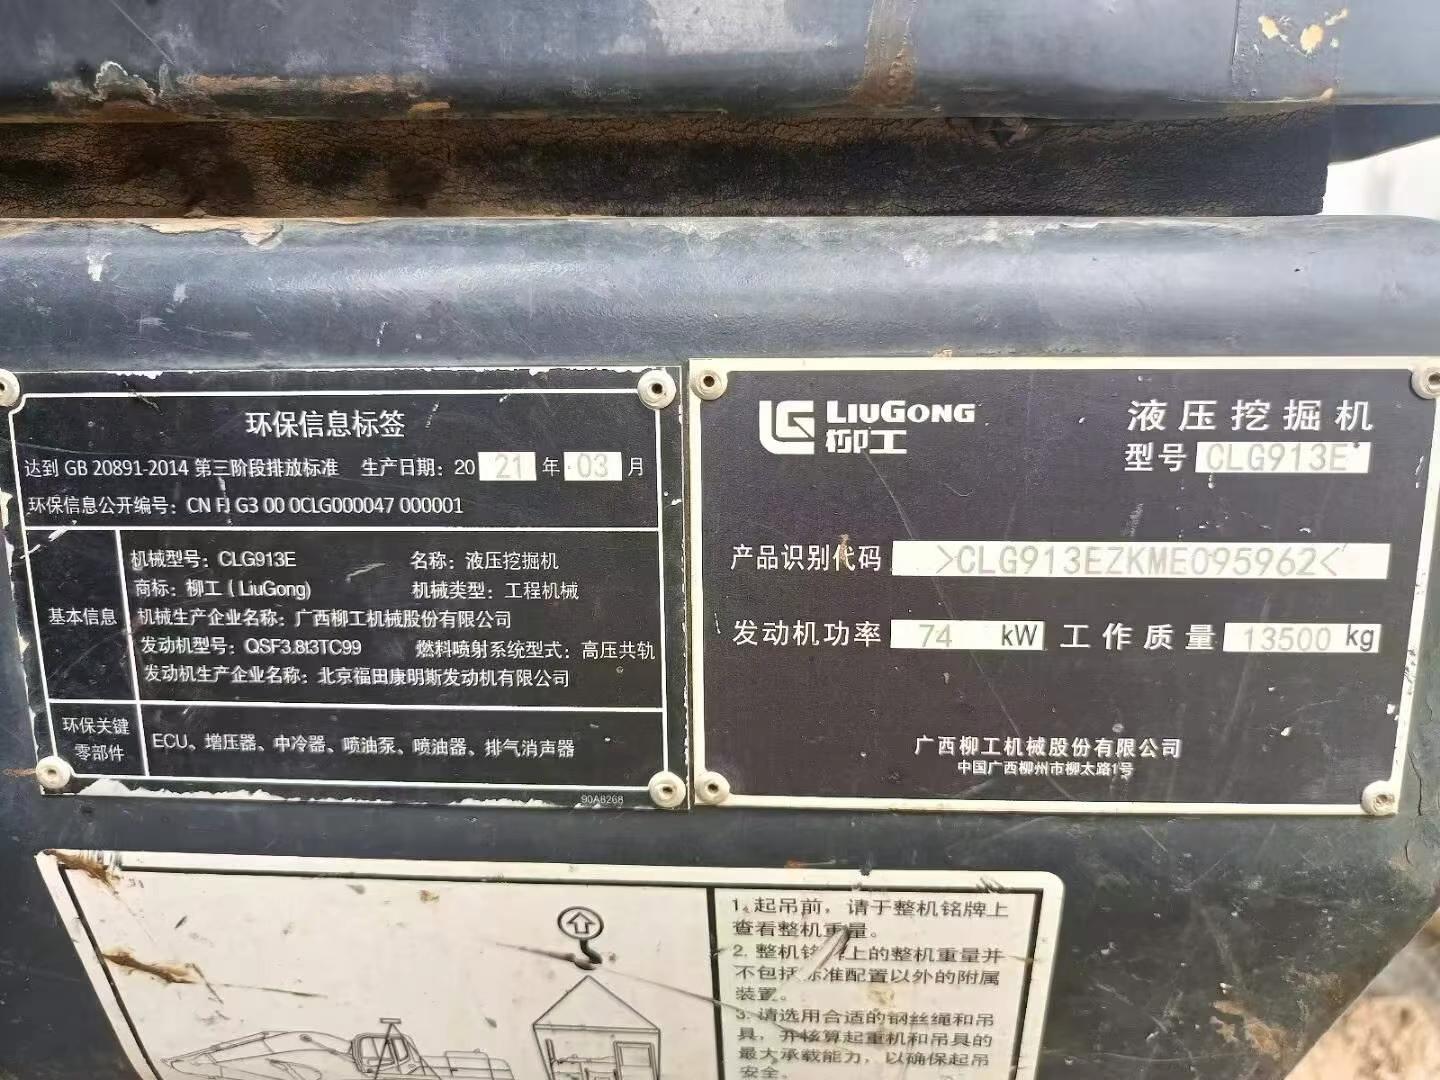 环保信息标签
达到 GB 20891-2014 第三阶段排放标准 生产日期：2021年03月
环保信息公开编号：CN FJ G3 00 0CLG000047 000001
基本信息
机械型号：CLG913E 名称：液压挖掘机
商标：柳工（LiuGong) 机械类型：工程机械
机械生产企业名称：广西柳工机械股份有限公司
发动机型号：QSF3.8t3TC99 燃料喷射系统型式：高压共轨
发动机生产企业名称：北京福田康明斯发动机有限公司
环保关键
零部件
ECU、增压器、中冷器、喷油泵、喷油器、排气消声器
90A8268
LIUGONG
柳工
液压挖掘机
型号 CLG913E
产品识别代码 >CLG913EZKME095962<
发动机功率 74 kW 工作质量 13500 kg
广西柳工机械股份有限公司
中国广西柳州市柳太路1号
1. 起吊前，请于整机铭牌上
查看整机重量。
2. 整机铭牌上的整机重量并
不包括标准配置以外的附属
装置。
3. 请选用合适的钢丝绳和吊
具，并核算起重机和吊具的
最大承载能力，以确保起吊
安全。